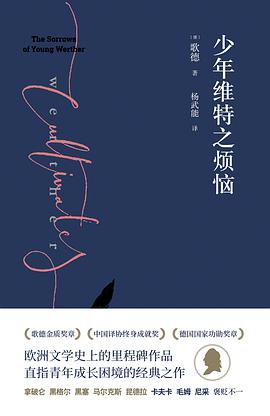 The Sorrows
of Young Werther
werther
少年维特之烦恼
[德] 歌德 著
杨武能 译
歌德金质奖章 中国译协终身成就奖 德国国家功勋奖章
欧洲文学史上的里程碑作品
直指青年成长困境的经典之作
拿破仑 黑格尔 黑塞 马尔克斯 昆德拉 卡夫卡 毛姆 尼采 褒贬不一